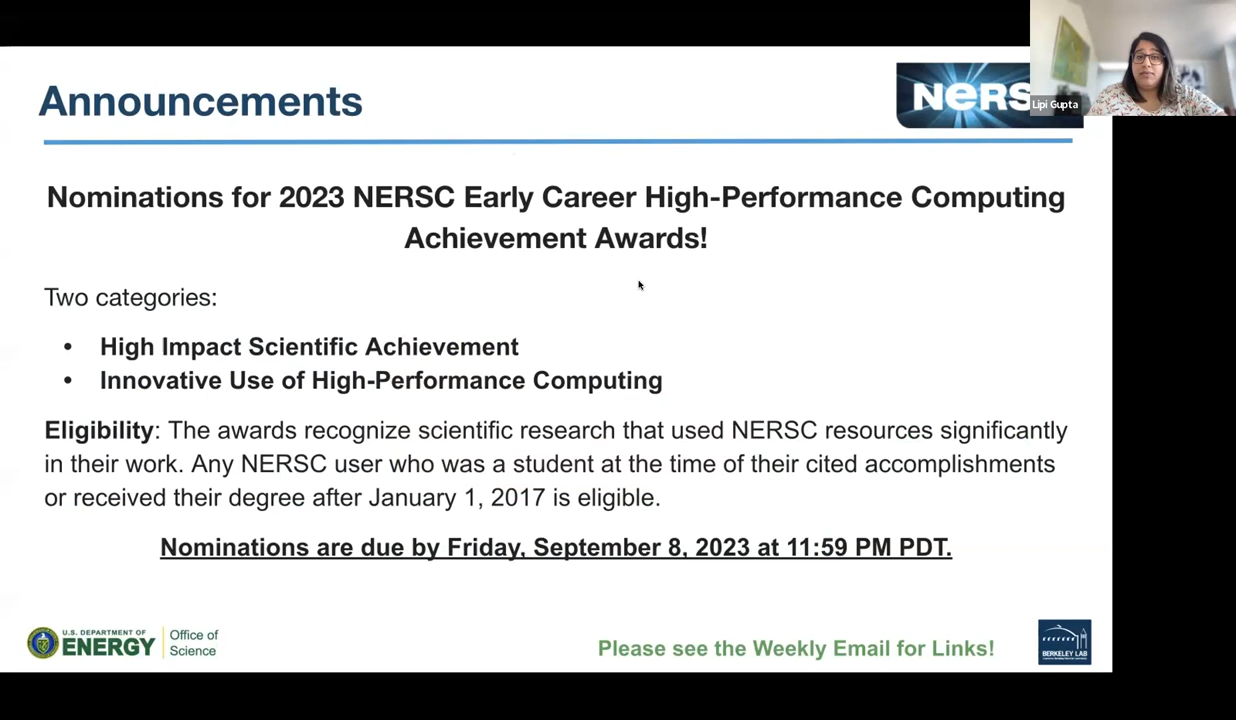 Announcements
NERS
Lipi Gupta
Nominations for 2023 NERSC Early Career High-Performance Computing
Achievement Awards!
Two categories:
• High Impact Scientific Achievement
• Innovative Use of High-Performance Computing
Eligibility: The awards recognize scientific research that used NERSC resources significantly
in their work. Any NERSC user who was a student at the time of their cited accomplishments
or received their degree after January 1, 2017 is eligible.
Nominations are due by Friday, September 8, 2023 at 11:59 PM PDT.
U.S. DEPARTMENT OF
ENERGY
Office of
Science
Please see the Weekly Email for Links!
BERKELEY LAB